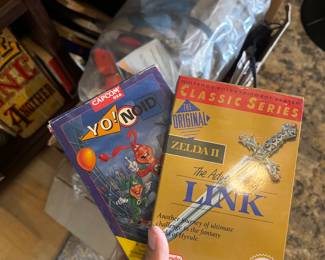 CAPCOM
USA
YO! NOID
CLASSIC SERIES
THE
ORIGINAL
ZELDA II
The Adventure of
LINK
Another journey of ultimate
challenge in the fantasy
of Hyrule